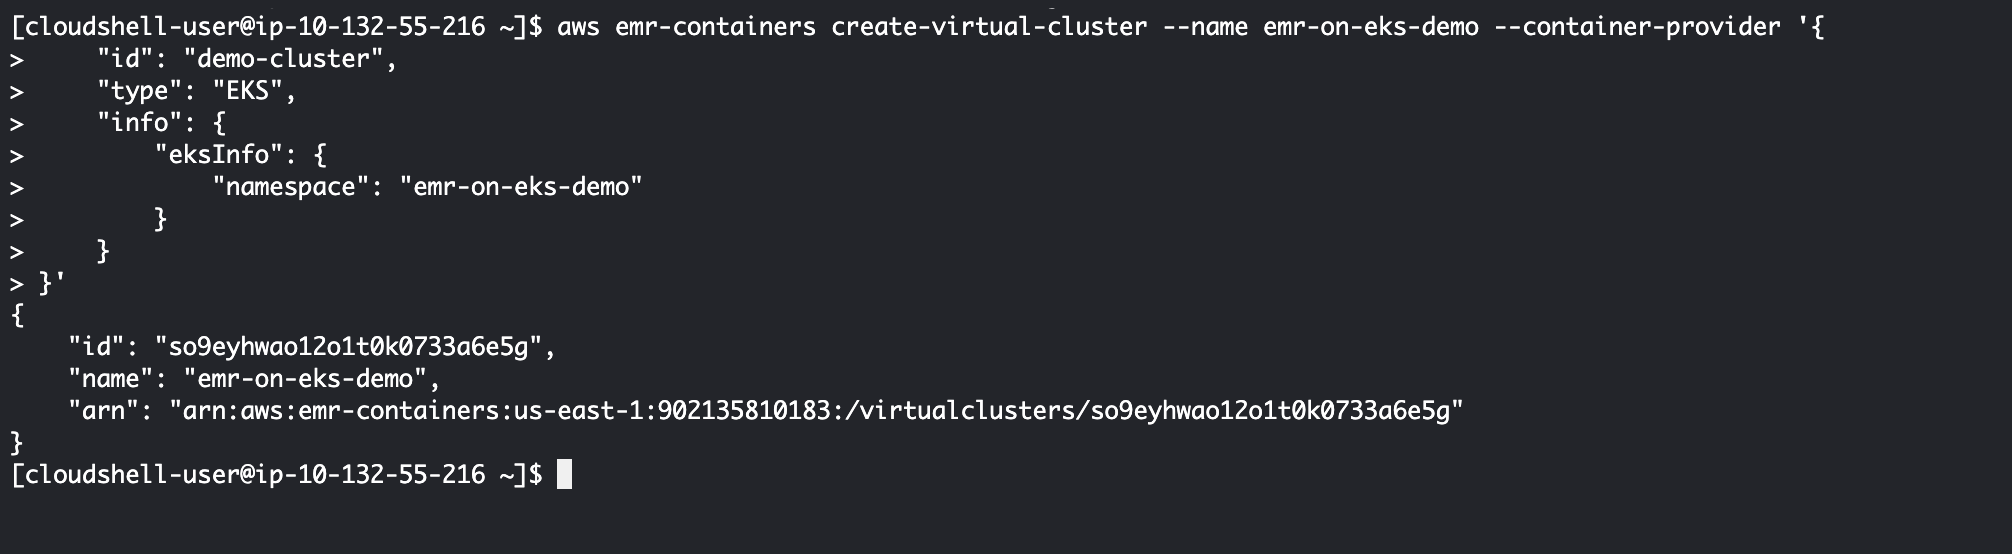 [cloudshell-user@ip-10-132-55-216 ~]$ aws emr-containers create-virtual-cluster --name emr-on-eks-demo --container-provider '{
>     "id": "demo-cluster",
>     "type": "EKS",
>     "info": {
>         "eksInfo": {
>             "namespace": "emr-on-eks-demo"
>         }
>     }
> }'
{
    "id": "so9eyhwao12o1t0k0733a6e5g",
    "name": "emr-on-eks-demo",
    "arn": "arn:aws:emr-containers:us-east-1:902135810183:/virtualclusters/so9eyhwao12o1t0k0733a6e5g"
}
[cloudshell-user@ip-10-132-55-216 ~]$